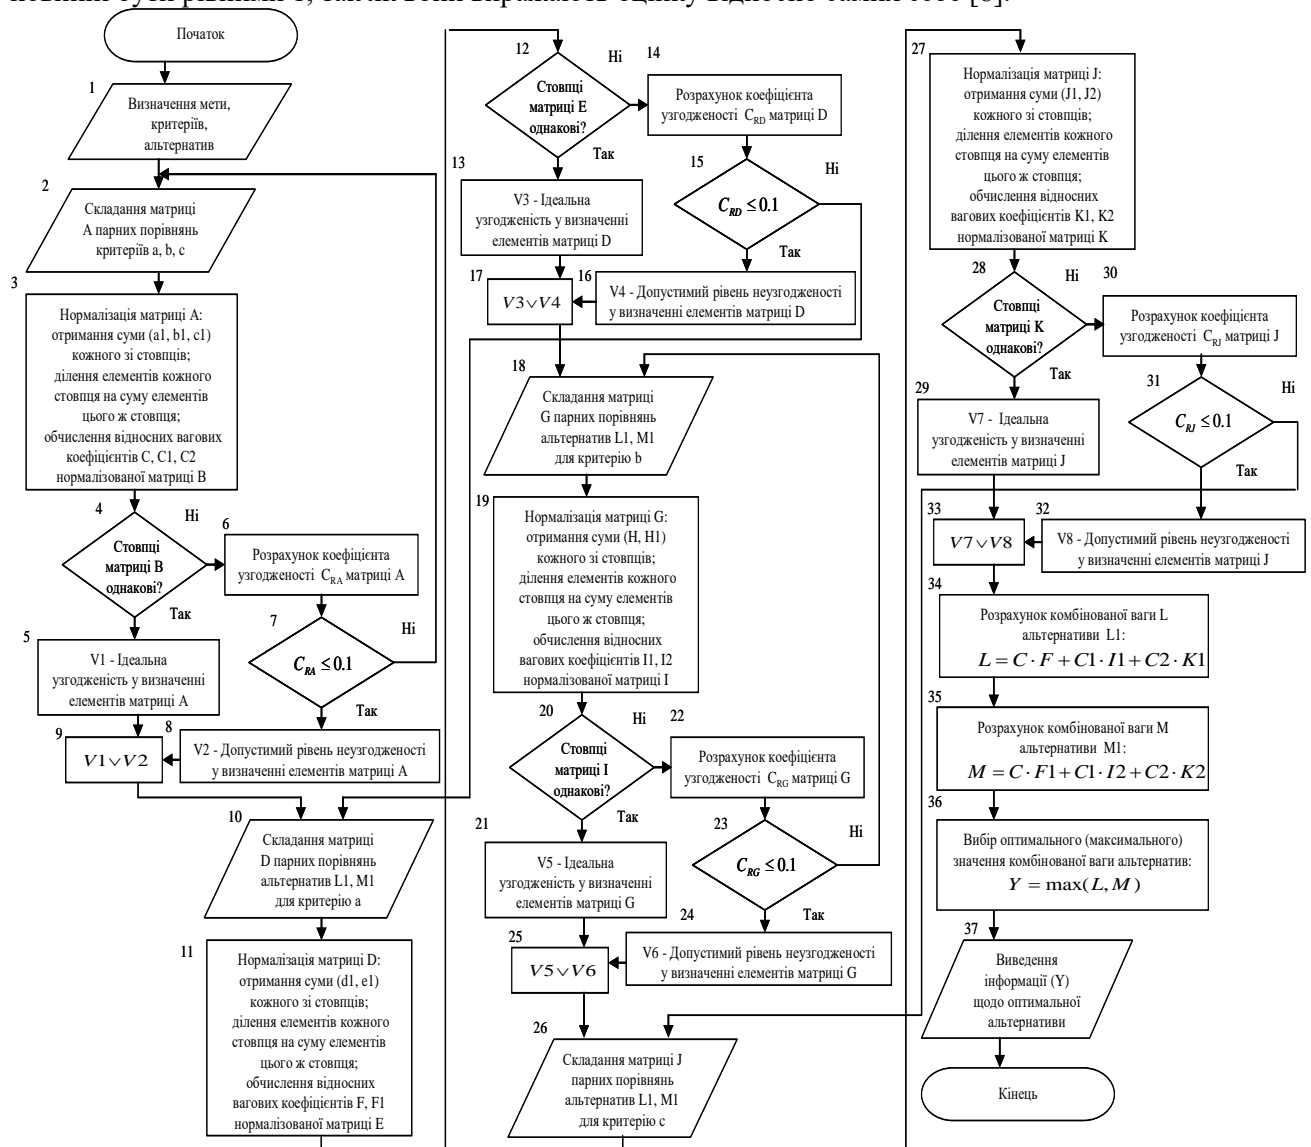 Початок
1
Визначення мети,
критеріїв,
альтернатив
2
Складання матриці
А парних порівнянь
критеріїв a, b, c
3
Нормалізація матриці А:
отримання суми (a1, b1, c1)
кожного зі стовпців;
ділення елементів кожного
стовпця на суму елементів
цього ж стовпця;
обчислення відносних вагових
коефіцієнтів C, C1, C2
нормалізованої матриці В
4
Ні
Стовпці
матриці В
однакові?
Так
6
Розрахунок коефіцієнта
узгодженості C_RA матриці А
7
Ні
C_RA ≤ 0.1
Так
5
V1 - Ідеальна
узгодженість у визначенні
елементів матриці А
8
V2 - Допустимий рівень неузгодженості
у визначенні елементів матриці А
9
V1∨V2
10
Складання матриці
D парних порівнянь
альтернатив L1, M1
для критерію a
11
Нормалізація матриці D:
отримання суми (d1, e1)
кожного зі стовпців;
ділення елементів кожного
стовпця на суму елементів
цього ж стовпця;
обчислення відносних
вагових коефіцієнтів F, F1
нормалізованої матриці Е
12
Ні
Стовпці
матриці Е
однакові?
Так
14
Розрахунок коефіцієнта
узгодженості C_RD матриці D
15
Ні
C_RD ≤ 0.1
Так
13
V3 - Ідеальна
узгодженість у визначенні
елементів матриці D
16
V4 - Допустимий рівень неузгодженості
у визначенні елементів матриці D
17
V3∨V4
18
Складання матриці
G парних порівнянь
альтернатив L1, M1
для критерію b
19
Нормалізація матриці G:
отримання суми (H, H1)
кожного зі стовпців;
ділення елементів кожного
стовпця на суму елементів
цього ж стовпця;
обчислення відносних
вагових коефіцієнтів I1, I2
нормалізованої матриці I
20
Ні
Стовпці
матриці I
однакові?
Так
22
Розрахунок коефіцієнта
узгодженості C_RG матриці G
23
Ні
C_RG ≤ 0.1
Так
21
V5 - Ідеальна
узгодженість у визначенні
елементів матриці G
24
V6 - Допустимий рівень неузгодженості
у визначенні елементів матриці G
25
V5∨V6
26
Складання матриці J
парних порівнянь
альтернатив L1, M1
для критерію с
27
Нормалізація матриці J:
отримання суми (J1, J2)
кожного зі стовпців;
ділення елементів кожного
стовпця на суму елементів
цього ж стовпця;
обчислення відносних
вагових коефіцієнтів K1, K2
нормалізованої матриці K
28
Ні
Стовпці
матриці К
однакові?
Так
30
Розрахунок коефіцієнта
узгодженості C_RJ матриці J
31
Ні
C_RJ ≤ 0.1
Так
29
V7 - Ідеальна
узгодженість у визначенні
елементів матриці J
32
V8 - Допустимий рівень неузгодженості
у визначенні елементів матриці J
33
V7∨V8
34
Розрахунок комбінованої ваги L
альтернативи L1:
L = C · F + C1 · I1 + C2 · K1
35
Розрахунок комбінованої ваги M
альтернативи M1:
M = C · F1 + C1 · I2 + C2 · K2
36
Вибір оптимального (максимального)
значення комбінованої ваги альтернатив:
Y = max(L, M)
37
Виведення
інформації (Y)
щодо оптимальної
альтернативи
Кінець